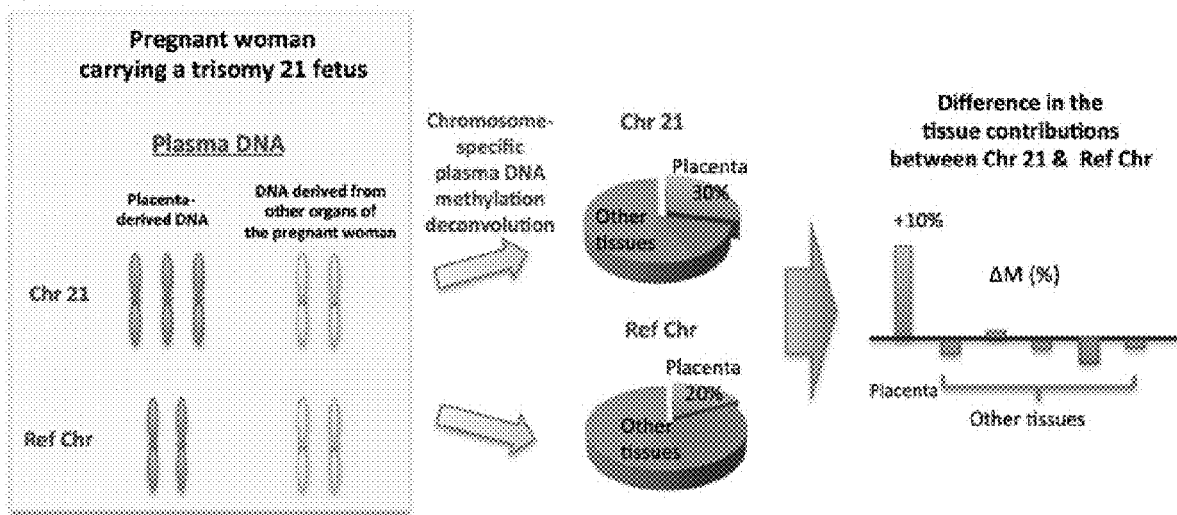 Pregnant woman
carrying a trisomy 21 fetus
Plasma DNA
Placenta-
derived DNA
DNA derived from
other organs of
the pregnant woman
Chr 21
Ref Chr
Chromosome-
specific
plasma DNA
methylation
deconvolution
Chr 21
Placenta
30%
Other
tissues
Ref Chr
Placenta
20%
Other
tissues
Difference in the
tissue contributions
between Chr 21 & Ref Chr
+10%
ΔM (%)
Placenta
Other tissues